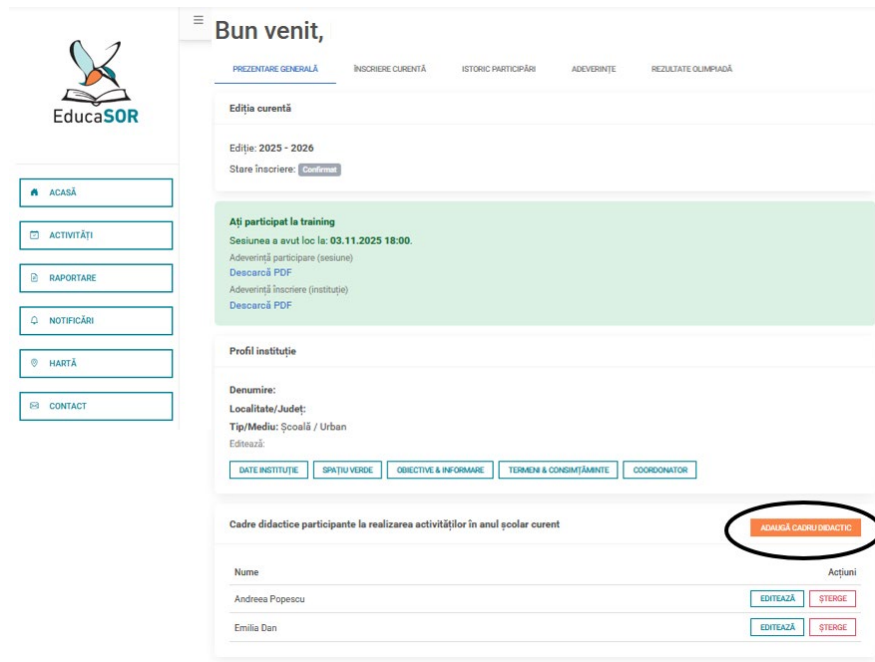 EducaSOR
ACASĂ
ACTIVITĂȚI
RAPORTARE
NOTIFICĂRI
HARTĂ
CONTACT
Bun venit,
PREZENTARE GENERALĂ ÎNSCRIERE CURENTĂ ISTORIC PARTICIPĂRI ADEVERINȚE REZULTATE OLIMPIADĂ
Ediția curentă
Ediție: 2025 - 2026
Stare înscriere: Confirmat
Ați participat la training
Sesiunea a avut loc la: 03.11.2025 18:00.
Adeverință participare (sesiune)
Descarcă PDF
Adeverință înscriere (instituție)
Descarcă PDF
Profil instituție
Denumire:
Localitate/Județ:
Tip/Mediu: Școală / Urban
Editează:
DATE INSTITUȚIE SPAȚIU VERDE OBIECTIVE & INFORMARE TERMENI & CONSIMȚĂMINTE COORDONATOR
Cadre didactice participante la realizarea activităților în anul școlar curent ADAUGĂ CADRU DIDACTIC
Nume Acțiuni
Andreea Popescu EDITEAZĂ ȘTERGE
Emilia Dan EDITEAZĂ ȘTERGE